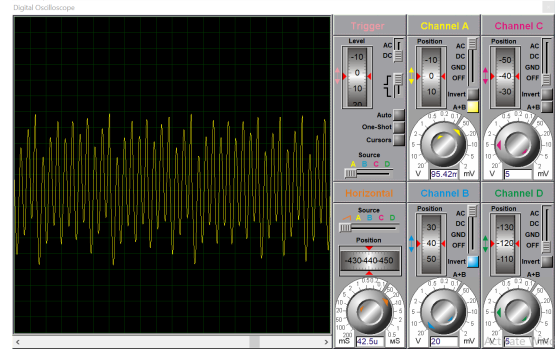 Digital Oscilloscope
Trigger
Level
-10
0
10
20
AC
DC
Auto
One-Shot
Cursors
Source
A B C D
Channel A
Position
-10
0
10
AC
DC
GND
OFF
Invert
A+B
V
95.42m
mV
Channel C
Position
-50
-40
-30
AC
DC
GND
OFF
Invert
C+D
V
5
mV
Horizontal
Source
A B C D
Position
-430 -440 -450
mS
42.5u
µS
Channel B
Position
30
40
50
AC
DC
GND
OFF
Invert
A+B
V
20
mV
Channel D
Position
-130
-120
-110
AC
DC
GND
OFF
Invert
V
5
mV